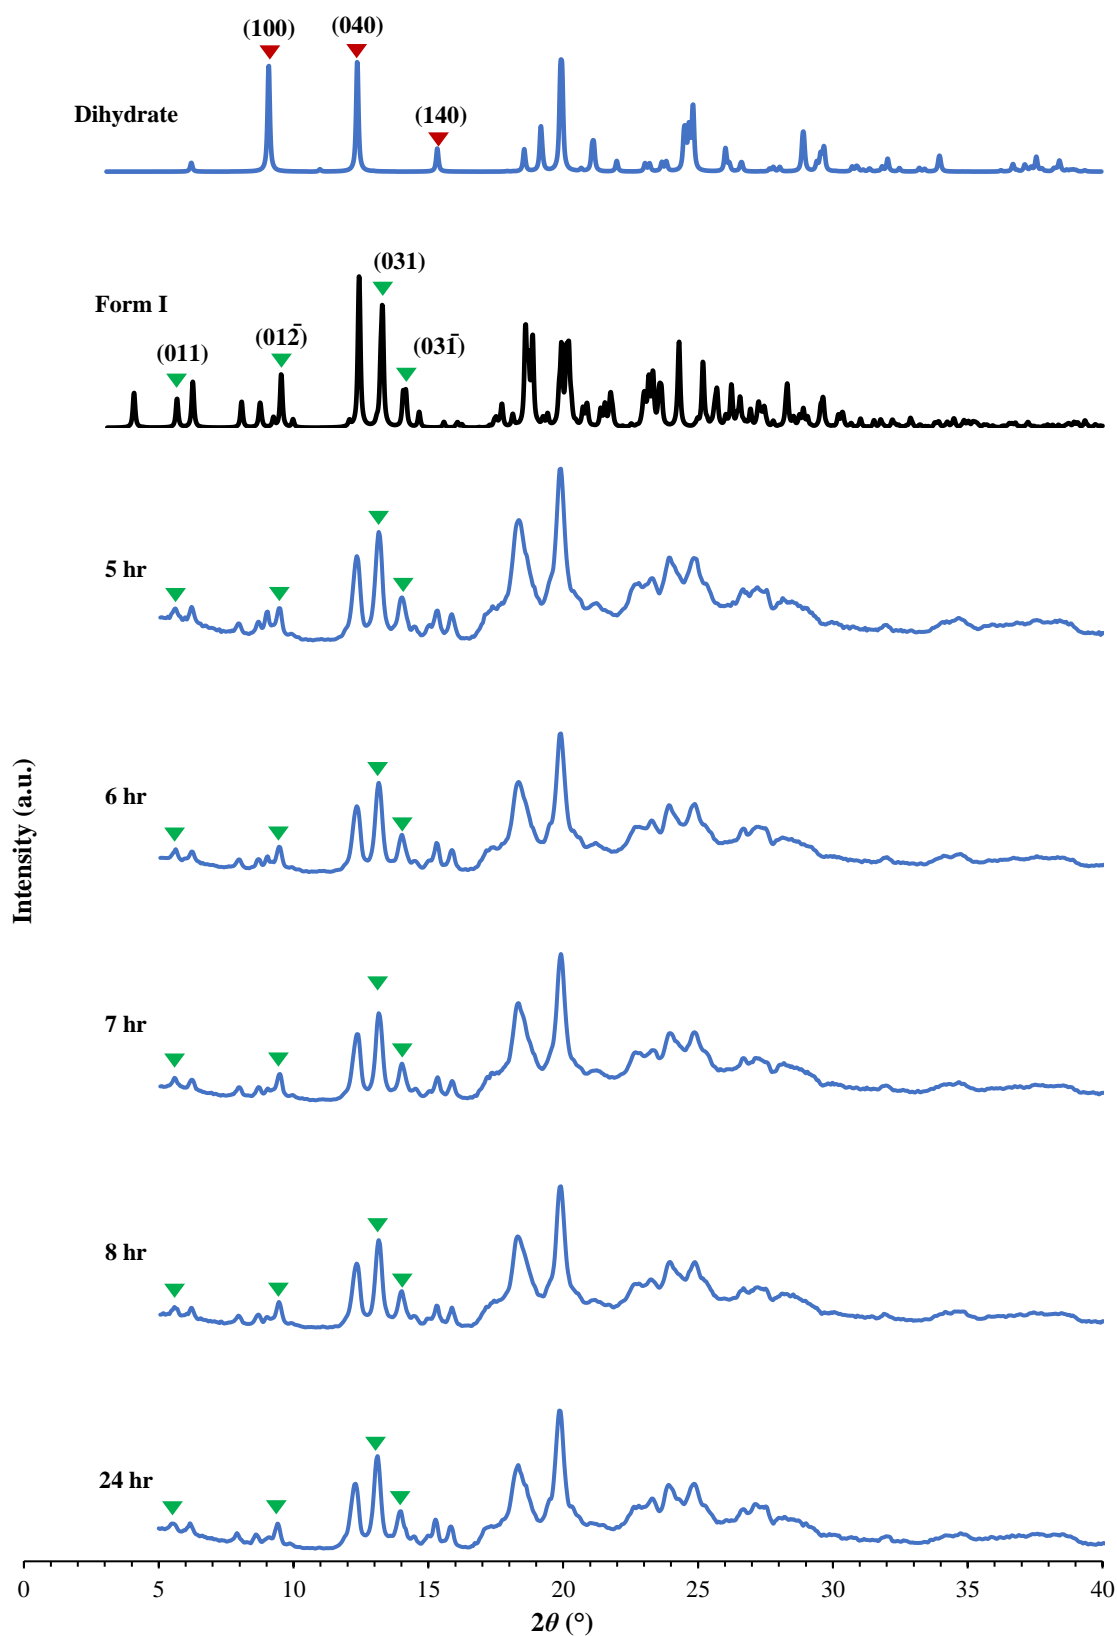 (100)
(040)
Dihydrate
(140)
(031)
Form I
(011)
(012̄)
(031̄)
5 hr
6 hr
7 hr
8 hr
24 hr
Intensity (a.u.)
0 5 10 15 20 25 30 35 40
2θ (°)